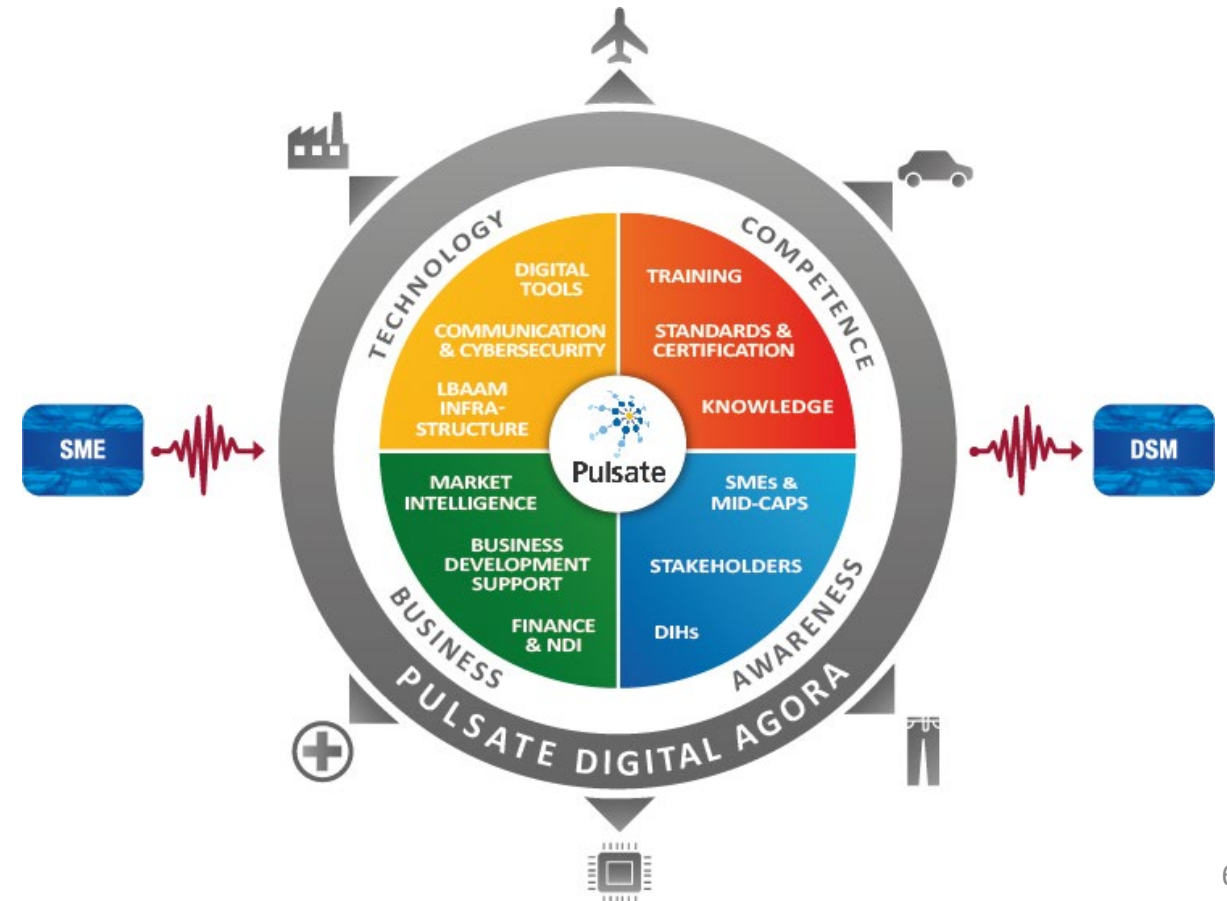 TECHNOLOGY
DIGITAL
TOOLS
COMMUNICATION
& CYBERSECURITY
LBAAM
INFRA-
STRUCTURE
COMPETENCE
TRAINING
STANDARDS &
CERTIFICATION
KNOWLEDGE
SME
Pulsate
DSM
MARKET
INTELLIGENCE
BUSINESS
DEVELOPMENT
SUPPORT
FINANCE
& NDI
BUSINESS
SMEs &
MID-CAPS
STAKEHOLDERS
DIHs
AWARENESS
PULSATE DIGITAL AGORA